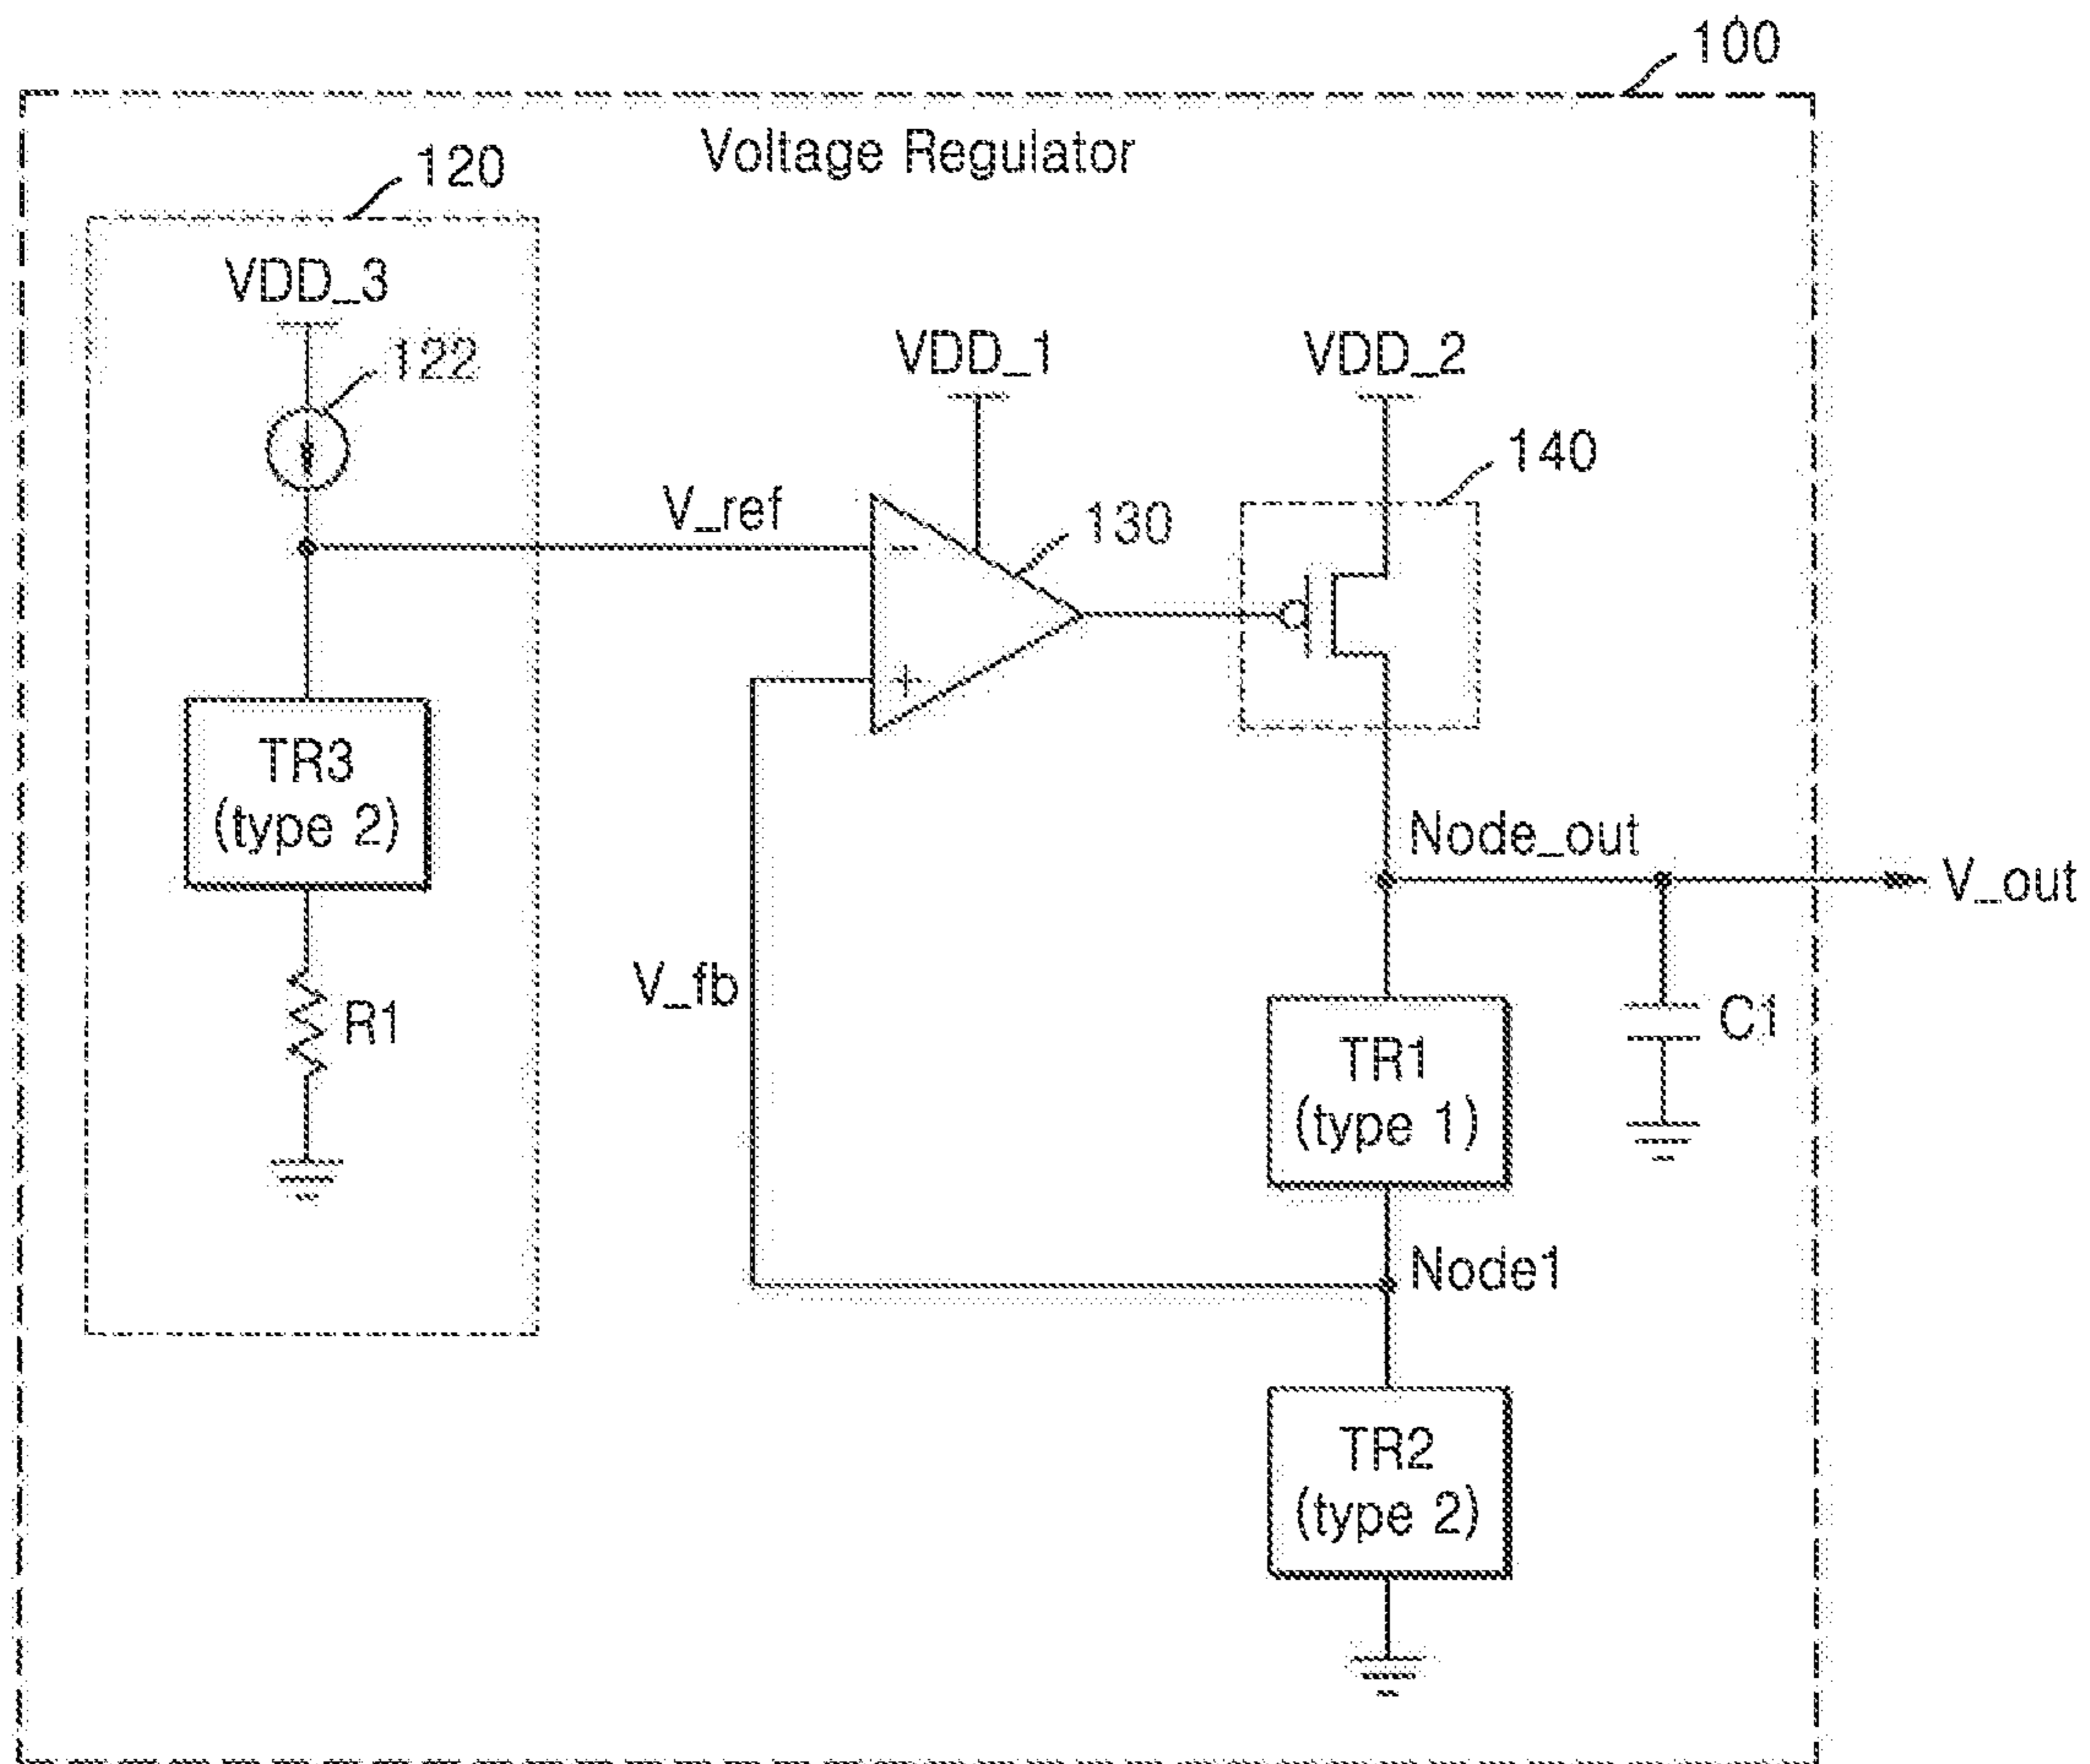 100
Voltage Regulator
120
VDD_3
122
VDD_1
VDD_2
140
V_ref
130
−
+
TR3
(type 2)
Node_out
V_out
V_fb
R1
C1
TR1
(type 1)
Node1
TR2
(type 2)